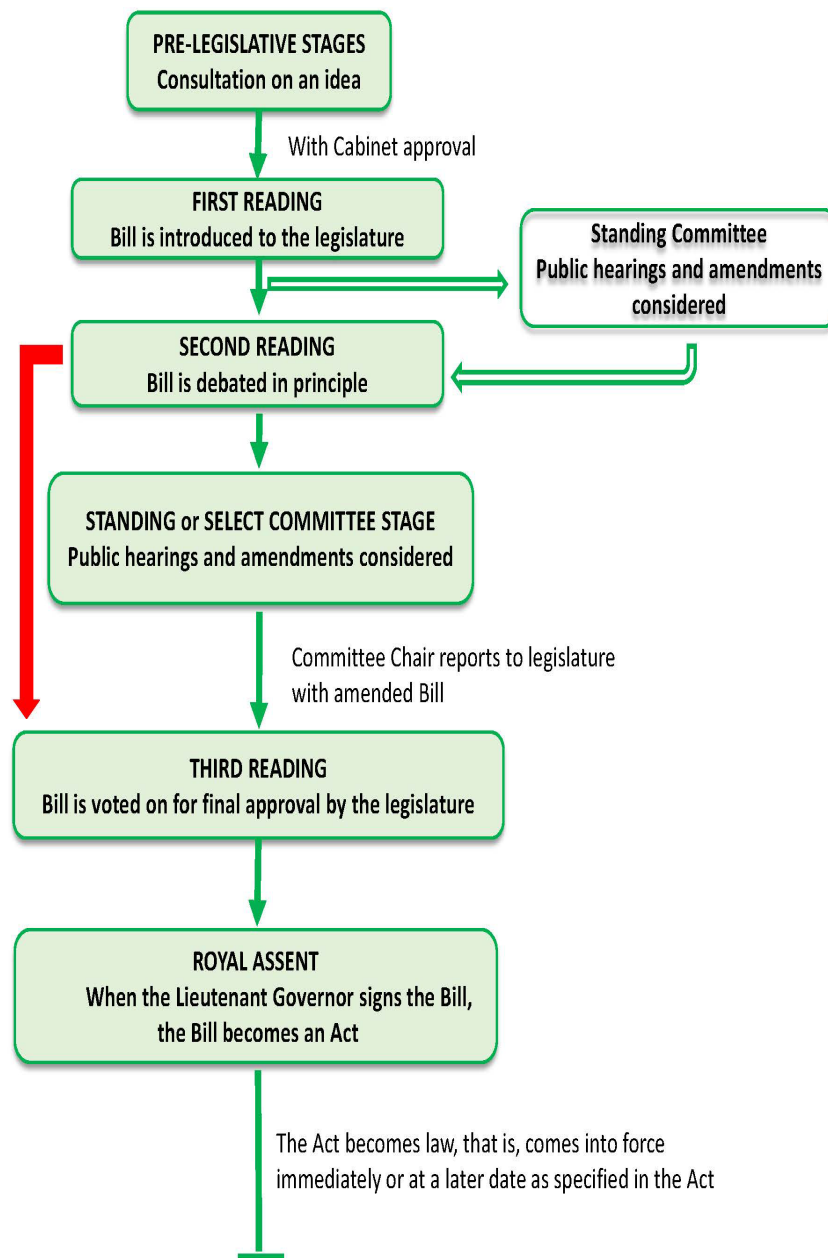 PRE-LEGISLATIVE STAGES
Consultation on an idea
With Cabinet approval
FIRST READING
Bill is introduced to the legislature
Standing Committee
Public hearings and amendments
considered
SECOND READING
Bill is debated in principle
STANDING or SELECT COMMITTEE STAGE
Public hearings and amendments considered
Committee Chair reports to legislature
with amended Bill
THIRD READING
Bill is voted on for final approval by the legislature
ROYAL ASSENT
When the Lieutenant Governor signs the Bill,
the Bill becomes an Act
The Act becomes law, that is, comes into force
immediately or at a later date as specified in the Act